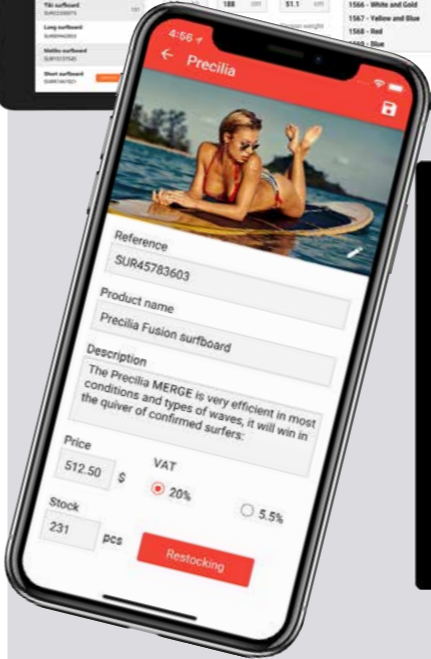 Tiki surfboard
Long surfboard
Malibu surfboard
Short surfboard
188 cm
51.1 cm
1566 - White and Gold
1567 - Yellow and Blue
1568 - Red
1569 - Blue
4:56
Precilia
Reference
SUR45783603
Product name
Precilia Fusion surfboard
Description
The Precilia MERGE is very efficient in most
conditions and types of waves, it will win in
the quiver of confirmed surfers:
Price
512.50 $
VAT
20%
5.5%
Stock
231 pcs
Restocking